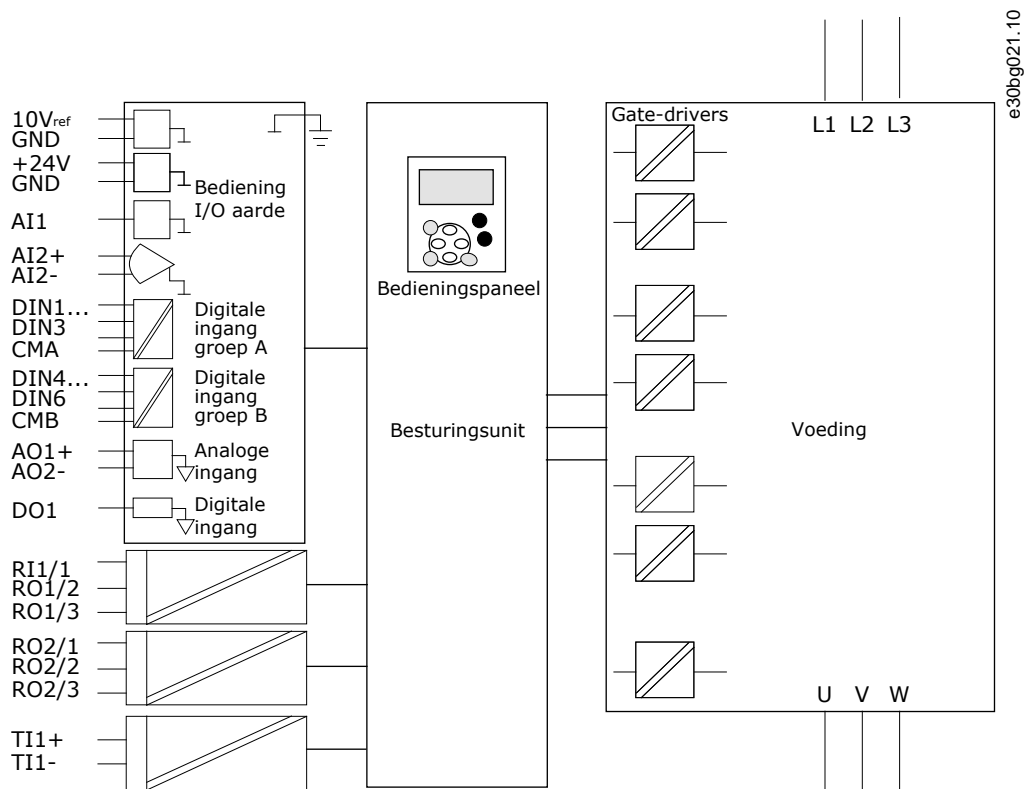 e30bg021.10
10Vref
GND
+24V
GND
AI1
AI2+
AI2-
DIN1...
DIN3
CMA
DIN4...
DIN6
CMB
AO1+
AO2-
DO1
RI1/1
RO1/2
RO1/3
RO2/1
RO2/2
RO2/3
TI1+
TI1-
Bediening
I/O aarde
Digitale
ingang
groep A
Digitale
ingang
groep B
Analoge
ingang
Digitale
ingang
Bedieningspaneel
Besturingsunit
Gate-drivers
L1 L2 L3
Voeding
U V W